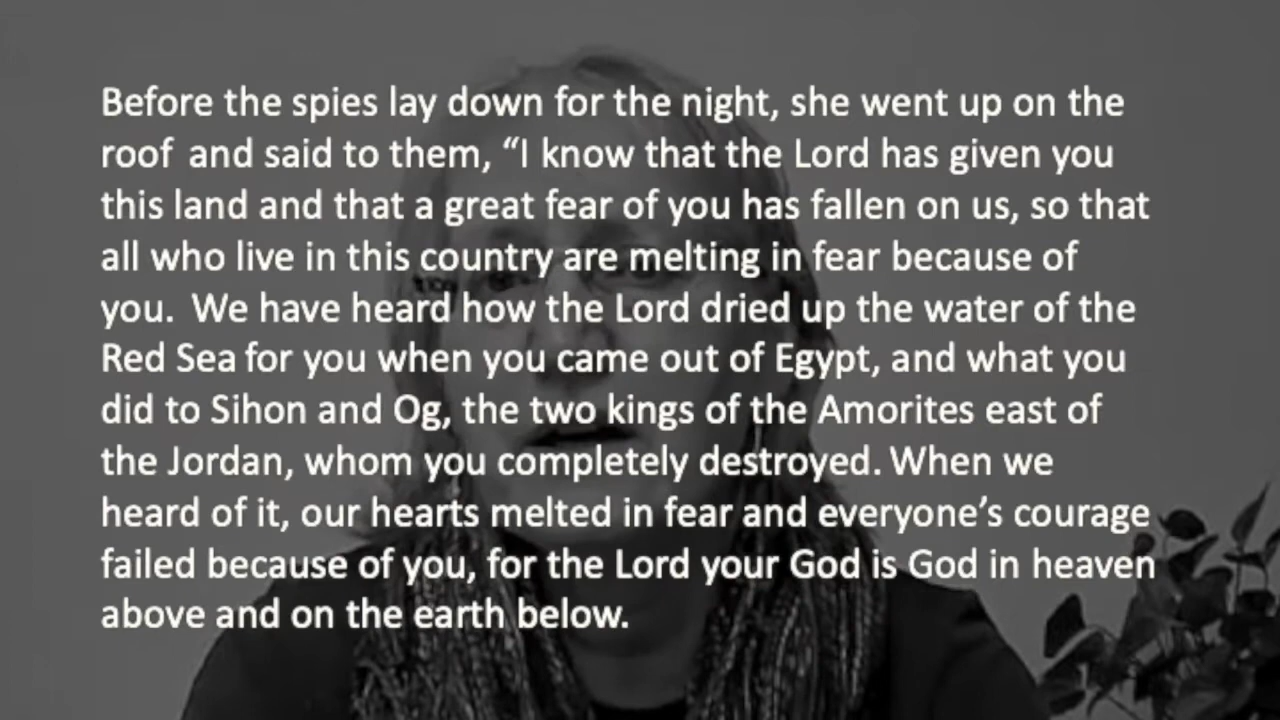 Before the spies lay down for the night, she went up on the
roof and said to them, “I know that the Lord has given you
this land and that a great fear of you has fallen on us, so that
all who live in this country are melting in fear because of
you. We have heard how the Lord dried up the water of the
Red Sea for you when you came out of Egypt, and what you
did to Sihon and Og, the two kings of the Amorites east of
the Jordan, whom you completely destroyed. When we
heard of it, our hearts melted in fear and everyone’s courage
failed because of you, for the Lord your God is God in heaven
above and on the earth below.